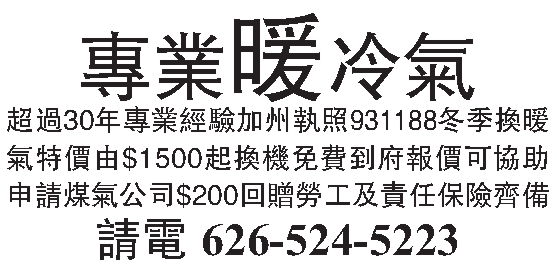 專業暖冷氣
超過30年專業經驗加州執照931188冬季換暖
氣特價由$1500起換機免費到府報價可協助
申請煤氣公司$200回贈勞工及責任保險齊備
請電 626-524-5223